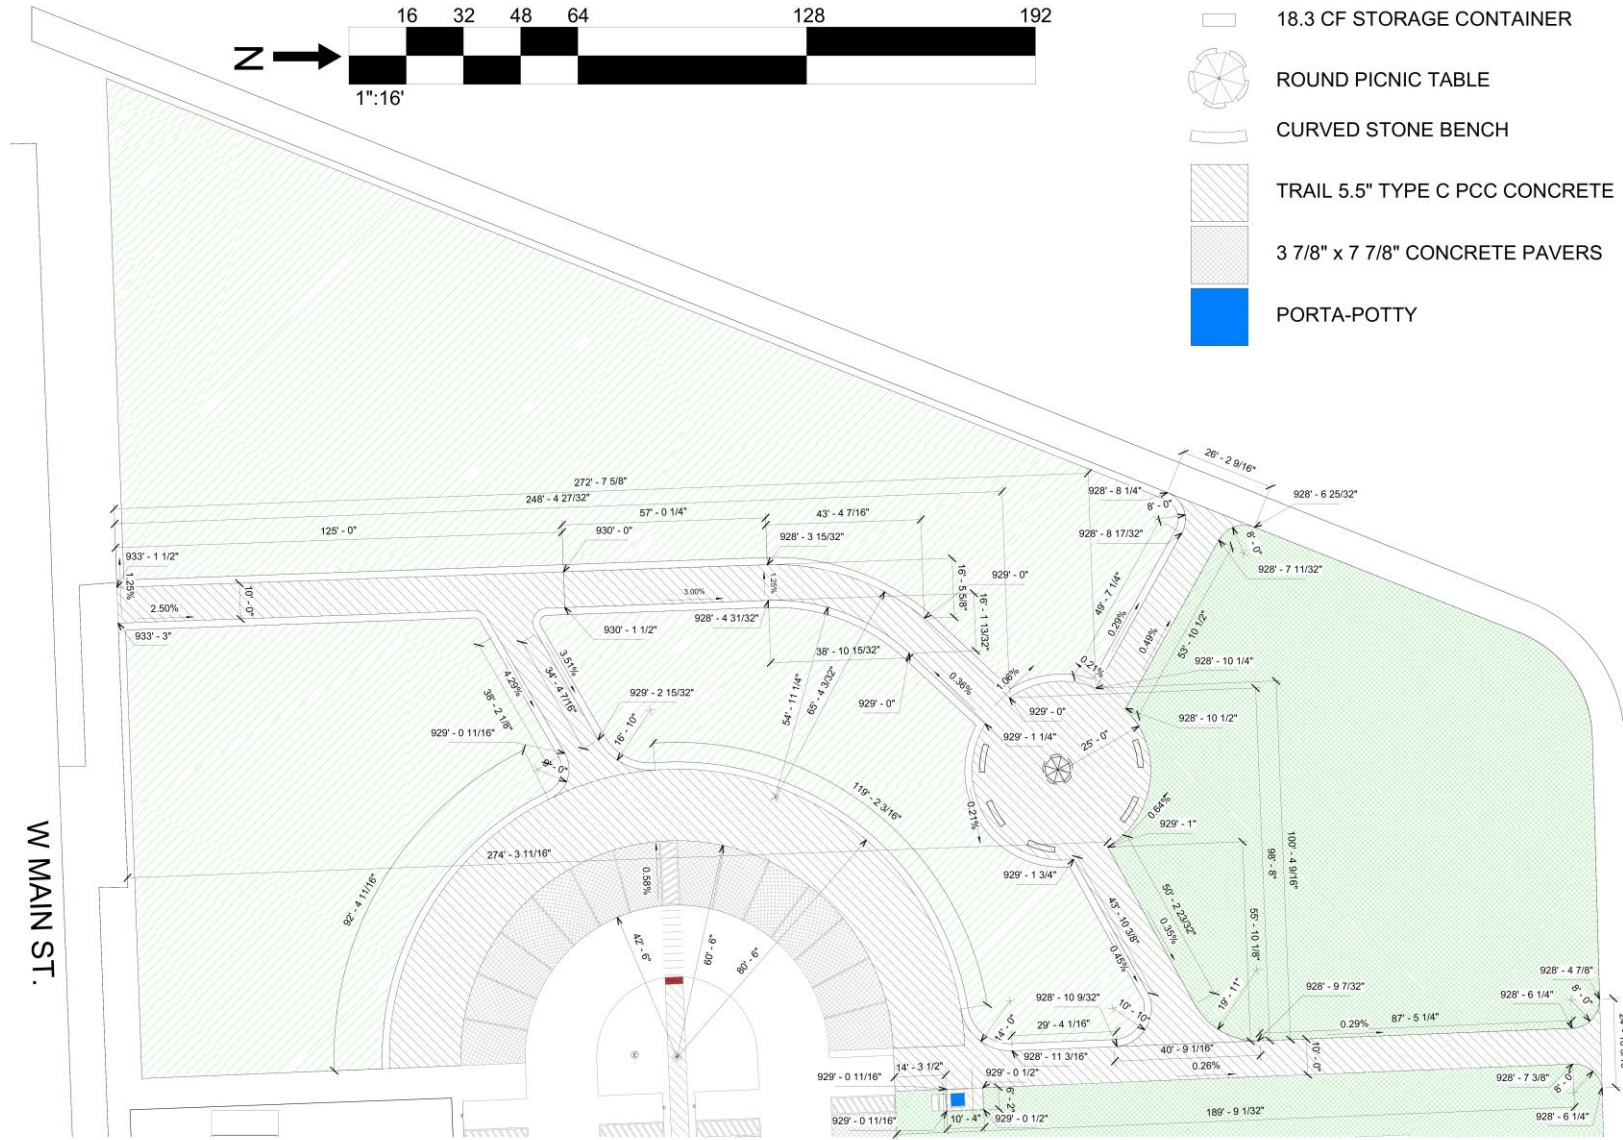 16 32 48 64 128 192
N
1":16'
18.3 CF STORAGE CONTAINER
ROUND PICNIC TABLE
CURVED STONE BENCH
TRAIL 5.5" TYPE C PCC CONCRETE
3 7/8" x 7 7/8" CONCRETE PAVERS
PORTA-POTTY
26' - 2 9/16"
272' - 7 5/8"
248' - 4 27/32"
928' - 8 1/4"
928' - 6 25/32"
8' - 0"
57' - 0 1/4"
43' - 4 7/16"
125' - 0"
930' - 0"
928' - 3 15/32"
928' - 8 17/32"
8' - 0"
928' - 7 11/32"
933' - 1 1/2"
1.25%
10' - 0"
2.50%
933' - 3"
3.00%
1.25%
16' - 5 5/8"
929' - 0"
16' - 1 13/32"
49' - 7 1/4"
0.29%
0.49%
53' - 10 1/2"
930' - 1 1/2"
928' - 4 31/32"
38' - 10 15/32"
3.51%
34' - 4 7/16"
4.29%
38' - 2 1/8"
929' - 2 15/32"
16' - 10"
54' - 11 1/4"
65' - 4 3/32"
929' - 0"
0.36%
1.06%
0.21%
928' - 10 1/4"
929' - 0"
928' - 10 1/2"
929' - 1 1/4"
25' - 0"
929' - 0 11/16"
119' - 2 3/16"
0.21%
0.64%
929' - 1"
98' - 8"
100' - 4 9/16"
W MAIN ST.
274' - 3 11/16"
0.58%
92' - 4 11/16"
42' - 6"
60' - 6"
80' - 6"
929' - 1 3/4"
43' - 10 3/8"
0.45%
50' - 2 23/32"
0.35%
55' - 10 1/8"
19' - 11"
928' - 9 7/32"
928' - 4 7/8"
928' - 6 1/4"
8' - 0"
928' - 10 9/32"
10' - 10"
14' - 0"
29' - 4 1/16"
0.29%
87' - 5 1/4"
928' - 11 3/16"
40' - 9 1/16"
10' - 0"
0.26%
14' - 3 1/2"
929' - 0 11/16"
929' - 0 1/2"
6' - 2"
928' - 7 3/8"
8' - 0"
929' - 0 11/16"
10' - 4"
929' - 0 1/2"
189' - 9 1/32"
928' - 6 1/4"